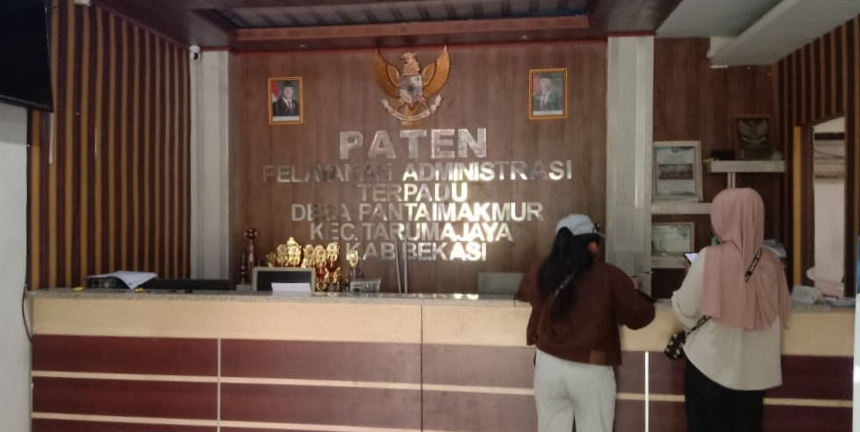 PATEN
PELAYANAN ADMINISTRASI
TERPADU
DESA PANTAIMAKMUR
KEC.TARUMAJAYA
KAB BEKASI